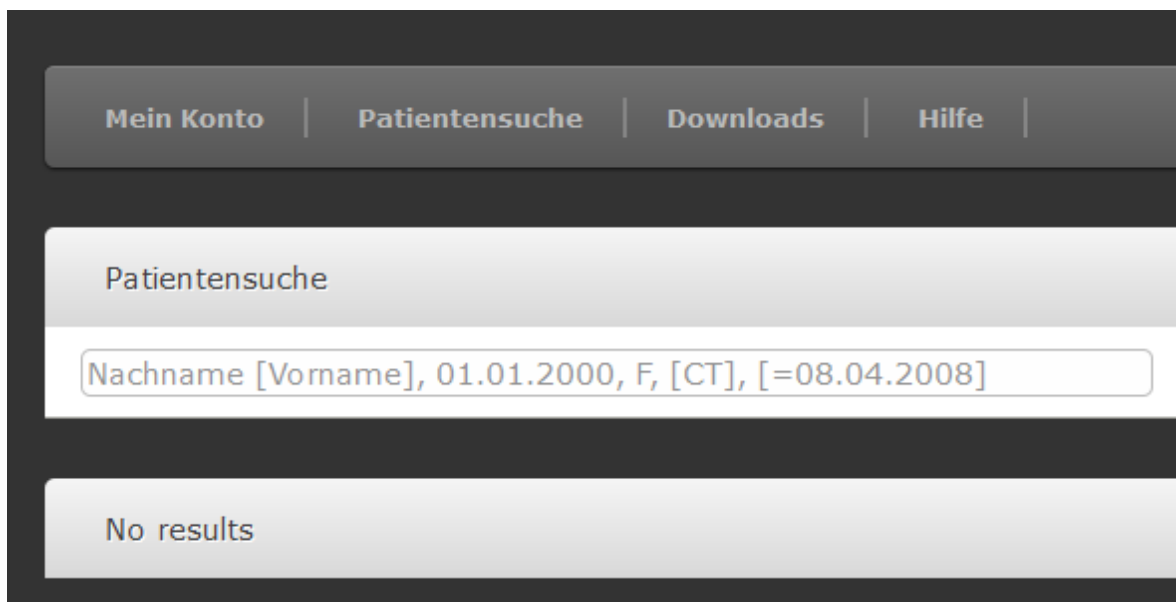 Mein Konto | Patientensuche | Downloads | Hilfe |
Patientensuche
Nachname [Vorname], 01.01.2000, F, [CT], [=08.04.2008]
No results